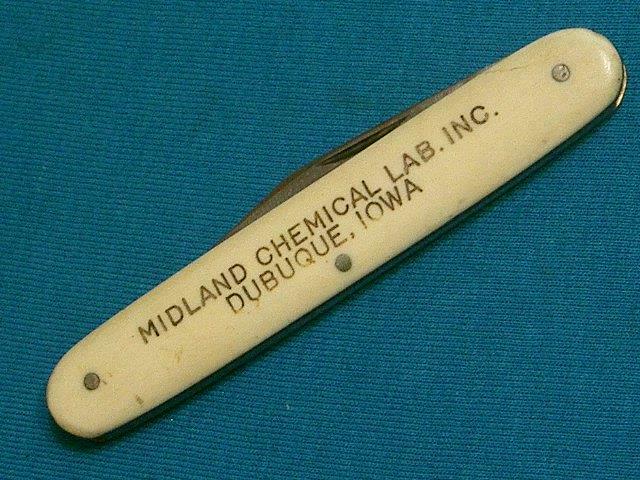 MIDLAND CHEMICAL LAB. INC.
DUBUQUE, IOWA